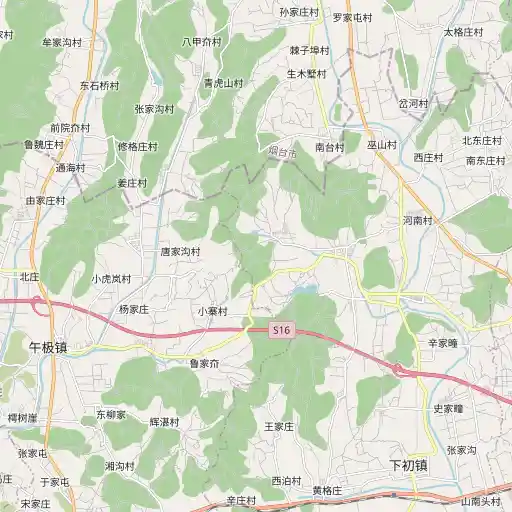 孙家庄村
罗家屯村
牟家沟村
八甲夼村
太格庄村
棘子埠村
生木墅村
东石桥村
青虎山村
张家沟村
岔河村
前院夼村
鲁魏庄村
修格庄村
南台村
巫山村
北东庄村
烟台市
西庄村
南东庄村
通海村
姜庄村
由家庄村
河南村
唐家沟村
北庄
小虎岚村
杨家庄
小寨村
S16
午极镇
辛家疃
鲁家夼
樗树崖
东柳家
辉湛村
史家疃
王家庄
张家屯
张家沟
湘沟村
下初镇
于家屯
西泊村
黄格庄
宋家庄
辛庄村
山南头村